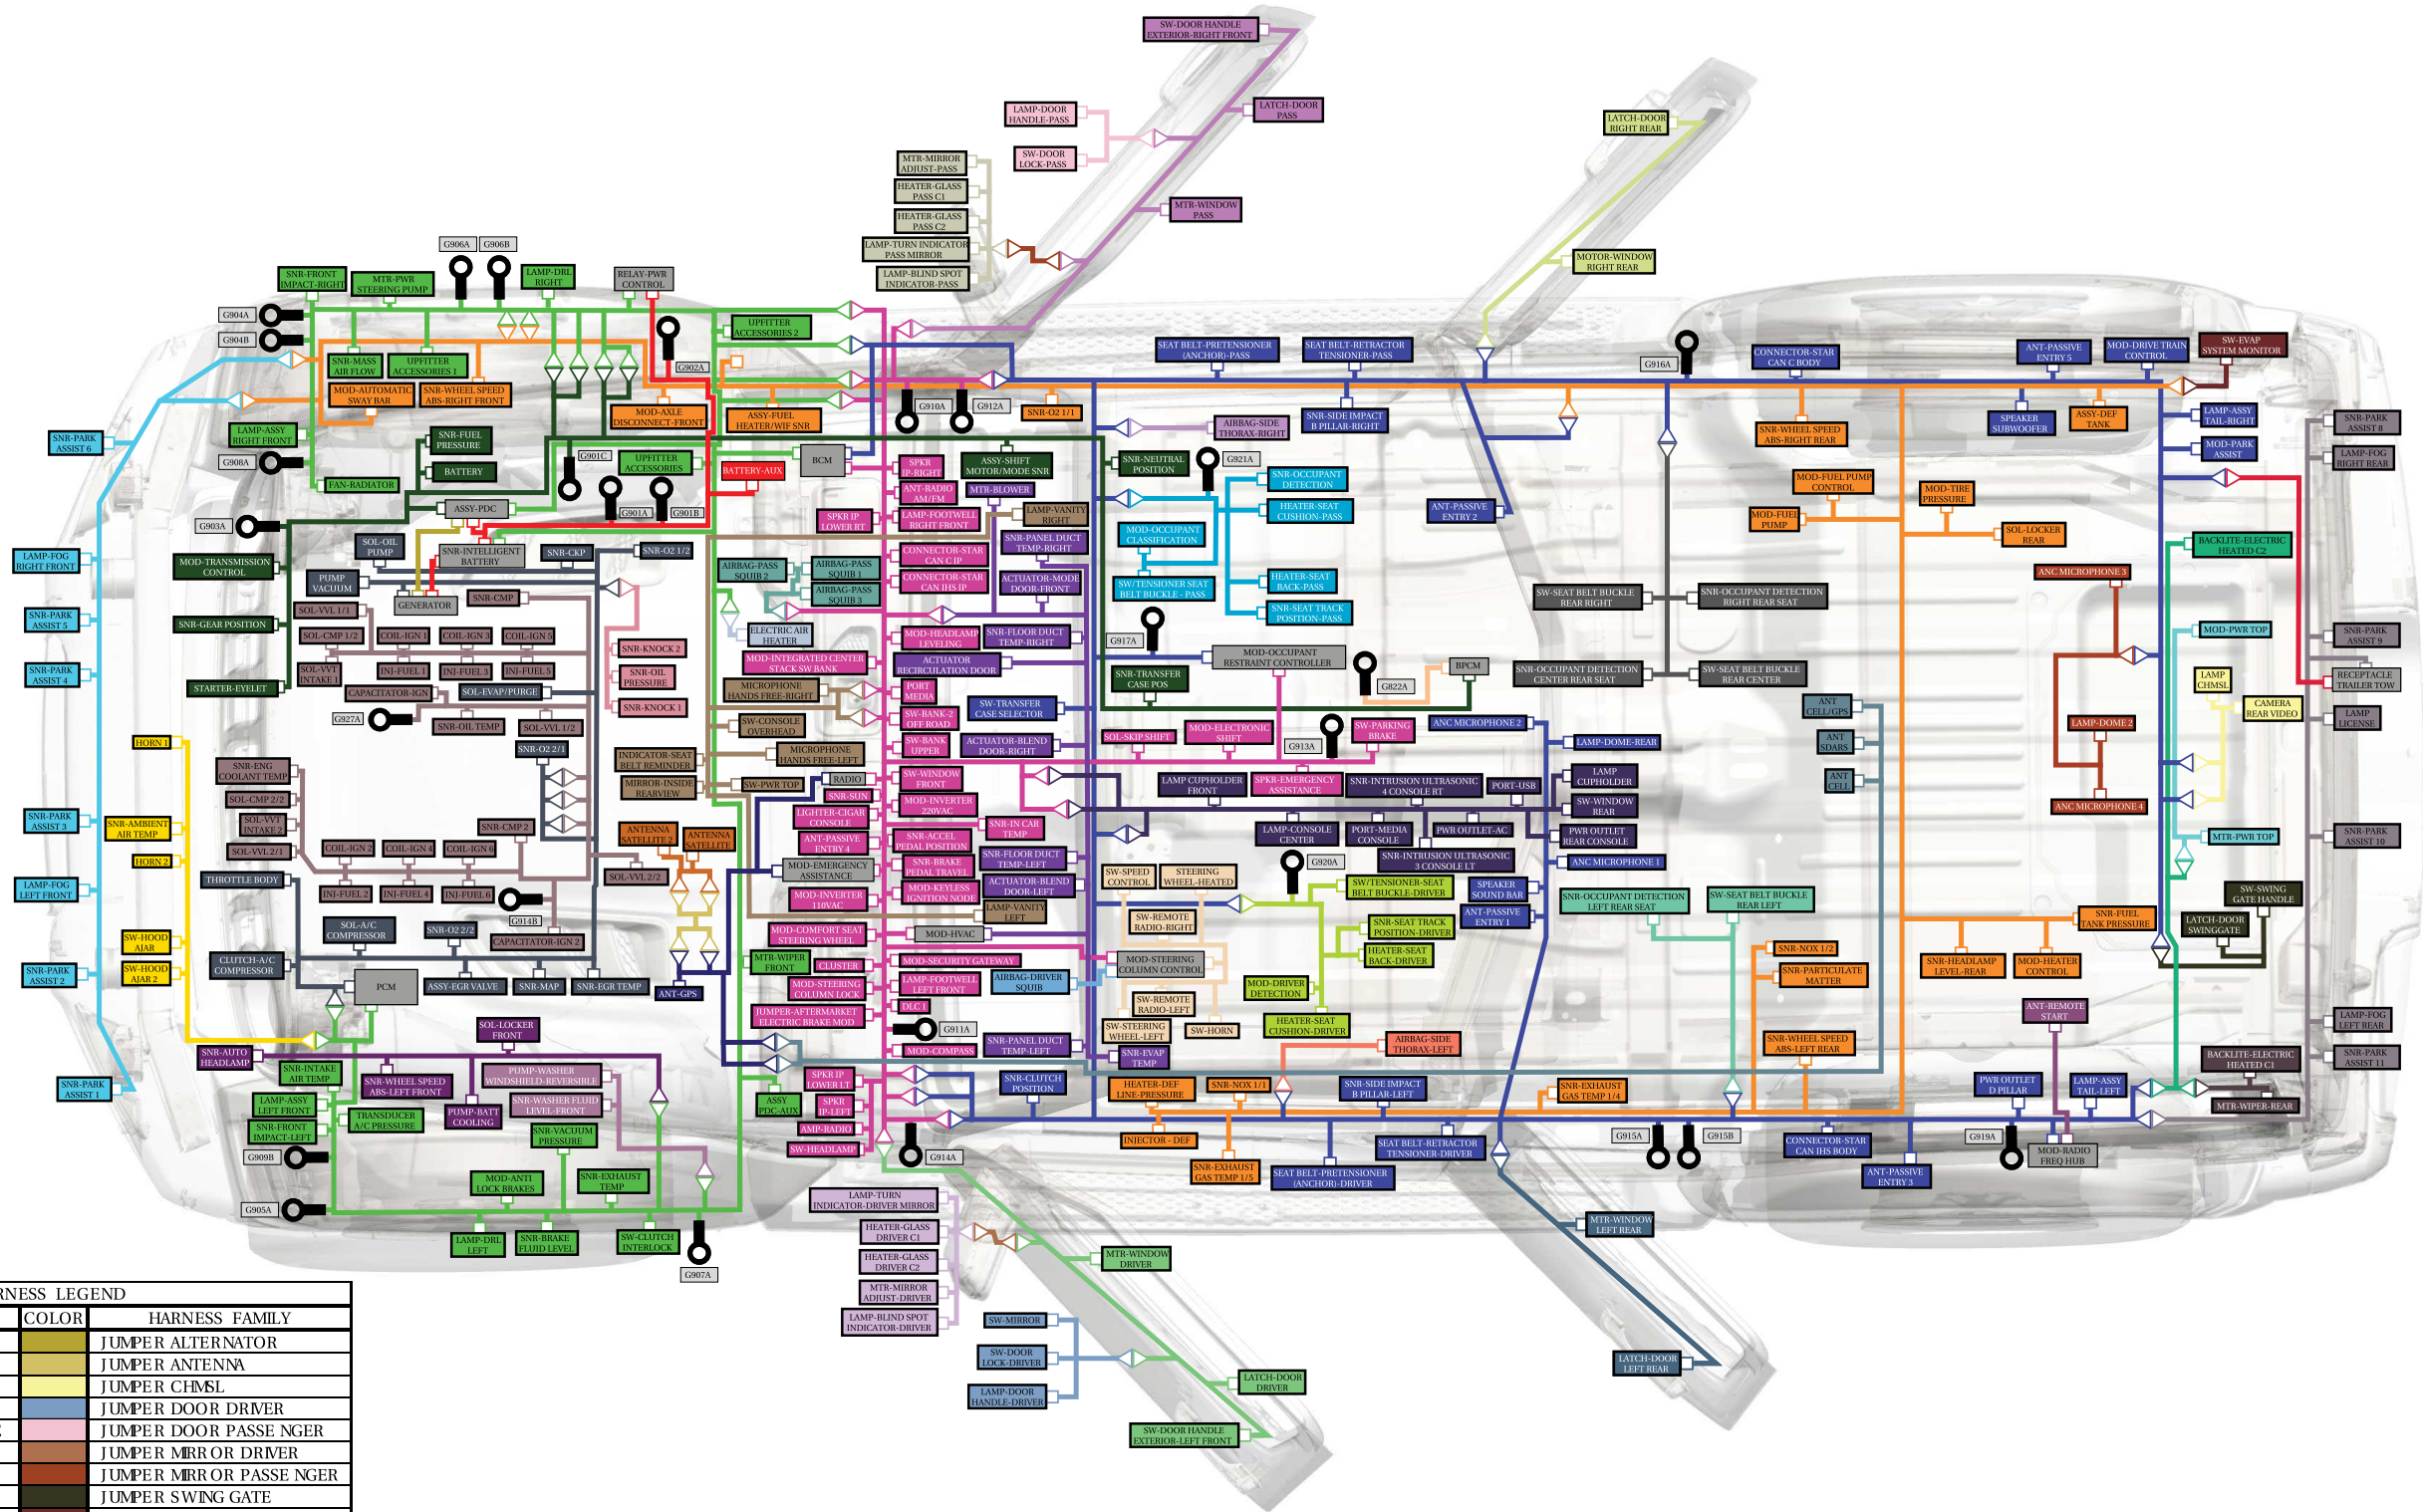 SW-DOOR HANDLE
EXTERIOR-RIGHT FRONT
LAMP-DOOR
HANDLE-PASS
LATCH-DOOR
PASS
SW-DOOR
LOCK-PASS
LATCH-DOOR
RIGHT REAR
MTR-MIRROR
ADJUST-PASS
HEATER-GLASS
PASS C1
HEATER-GLASS
PASS C2
LAMP-TURN INDICATOR
PASS MIRROR
LAMP-BLIND SPOT
INDICATOR-PASS
MTR-WINDOW
PASS
MOTOR-WINDOW
RIGHT REAR
G906A
G906B
SNR-FRONT
IMPACT-RIGHT
MTR-PWR
STEERING PUMP
LAMP-DRL
RIGHT
RELAY-PWR
CONTROL
G904A
G904B
SNR-MASS
AIR FLOW
UPFITTER
ACCESSORIES 1
MOD-AUTOMATIC
SWAY BAR
SNR-WHEEL SPEED
ABS-RIGHT FRONT
G902A
UPFITTER
ACCESSORIES 2
MOD-AXLE
DISCONNECT-FRONT
ASSY-FUEL
HEATER/WIF SNR
G910A
G912A
SNR-O2 1/1
SEAT BELT-PRETENSIONER
(ANCHOR)-PASS
SEAT BELT-RETRACTOR
TENSIONER-PASS
SNR-SIDE IMPACT
B PILLAR-RIGHT
G916A
CONNECTOR-STAR
CAN C BODY
ANT-PASSIVE
ENTRY 5
MOD-DRIVE TRAIN
CONTROL
SW-EVAP
SYSTEM MONITOR
SNR-WHEEL SPEED
ABS-RIGHT REAR
SPEAKER
SUBWOOFER
ASSY-DEF
TANK
LAMP-ASSY
TAIL-RIGHT
MOD-PARK
ASSIST
SNR-PARK
ASSIST 8
LAMP-FOG
RIGHT REAR
SNR-PARK
ASSIST 6
LAMP-ASSY
RIGHT FRONT
G908A
FAN-RADIATOR
SNR-FUEL
PRESSURE
BATTERY
G901C
UPFITTER
ACCESSORIES
BATTERY-AUX
BCM
SPKR
IP-RIGHT
ANT-RADIO
AM/FM
SPKR IP
LOWER RT
LAMP-FOOTWELL
RIGHT FRONT
ASSY-SHIFT
MOTOR/MODE SNR
MTR-BLOWER
LAMP-VANITY
RIGHT
SNR-NEUTRAL
POSITION
AIRBAG-SIDE
THORAX-RIGHT
G921A
SNR-OCCUPANT
DETECTION
HEATER-SEAT
CUSHION-PASS
MOD-OCCUPANT
CLASSIFICATION
SW/TENSIONER SEAT
BELT BUCKLE - PASS
HEATER-SEAT
BACK-PASS
SNR-SEAT TRACK
POSITION-PASS
ANT-PASSIVE
ENTRY 2
MOD-FUEL PUMP
CONTROL
MOD-FUEL
PUMP
MOD-TIRE
PRESSURE
SOL-LOCKER
REAR
BACKLITE-ELECTRIC
HEATED C2
ANC MICROPHONE 3
G903A
ASSY-PDC
G901A
G901B
LAMP-FOG
RIGHT FRONT
MOD-TRANSMISSION
CONTROL
SOL-OIL
PUMP
SNR-INTELLIGENT
BATTERY
SNR-CKP
SNR-O2 1/2
PUMP
VACUUM
GENERATOR
SNR-CMP
SOL-VVL 1/1
SOL-CMP 1/2
COIL-IGN 1
COIL-IGN 3
COIL-IGN 5
SNR-PARK
ASSIST 5
SNR-GEAR POSITION
SNR-PARK
ASSIST 4
STARTER-EYELET
SOL-VVT
INTAKE 1
INJ-FUEL 1
INJ-FUEL 3
INJ-FUEL 5
SNR-KNOCK 2
SNR-OIL
PRESSURE
SNR-KNOCK 1
CAPACITATOR-IGN
SOL-EVAP/PURGE
G927A
SNR-OIL TEMP
SOL-VVL 1/2
SNR-O2 2/1
AIRBAG-PASS
SQUIB 2
AIRBAG-PASS
SQUIB 1
AIRBAG-PASS
SQUIB 3
ELECTRIC AIR
HEATER
CONNECTOR-STAR
CAN C IP
CONNECTOR-STAR
CAN IHS IP
SNR-PANEL DUCT
TEMP-RIGHT
ACTUATOR-MODE
DOOR-FRONT
MOD-HEADLAMP
LEVELING
SNR-FLOOR DUCT
TEMP-RIGHT
MOD-INTEGRATED CENTER
STACK SW BANK
ACTUATOR
RECIRCULATION DOOR
MICROPHONE
HANDS FREE-RIGHT
PORT
MEDIA
SW-BANK-2
OFF ROAD
SW-CONSOLE
OVERHEAD
SW-BANK
UPPER
SW-TRANSFER
CASE SELECTOR
ACTUATOR-BLEND
DOOR-RIGHT
INDICATOR-SEAT
BELT REMINDER
MICROPHONE
HANDS FREE-LEFT
MIRROR-INSIDE
REARVIEW
SW-PWR TOP
RADIO
SW-WINDOW
FRONT
G917A
SNR-TRANSFER
CASE POS
MOD-OCCUPANT
RESTRAINT CONTROLLER
G822A
BPCM
SOL-SKIP SHIFT
MOD-ELECTRONIC
SHIFT
G913A
SW-PARKING
BRAKE
ANC MICROPHONE 2
SW-SEAT BELT BUCKLE
REAR RIGHT
SNR-OCCUPANT DETECTION
RIGHT REAR SEAT
SNR-OCCUPANT DETECTION
CENTER REAR SEAT
SW-SEAT BELT BUCKLE
REAR CENTER
LAMP-DOME-REAR
ANT
CELL/GPS
ANT
SDARS
ANT
CELL
MOD-PWR TOP
SNR-PARK
ASSIST 9
RECEPTACLE
TRAILER TOW
LAMP
CHMSL
CAMERA
REAR VIDEO
LAMP
LICENSE
LAMP-DOME 2
ANC MICROPHONE 4
MTR-PWR TOP
SNR-PARK
ASSIST 10
HORN 1
SNR-ENG
COOLANT TEMP
SOL-CMP 2/2
SOL-VVT
INTAKE 2
SOL-VVL 2/1
SNR-PARK
ASSIST 3
SNR-AMBIENT
AIR TEMP
HORN 2
THROTTLE BODY
COIL-IGN 2
COIL-IGN 4
COIL-IGN 6
SNR-CMP 2
SOL-VVL 2/2
LAMP-FOG
LEFT FRONT
INJ-FUEL 2
INJ-FUEL 4
INJ-FUEL 6
G914B
CAPACITATOR-IGN 2
ANTENNA
SATELLITE 2
ANTENNA
SATELLITE
SNR-SUN
LIGHTER-CIGAR
CONSOLE
MOD-INVERTER
220VAC
ANT-PASSIVE
ENTRY 4
SNR-ACCEL
PEDAL POSITION
SNR-IN CAR
TEMP
MOD-EMERGENCY
ASSISTANCE
SNR-BRAKE
PEDAL TRAVEL
SNR-FLOOR DUCT
TEMP-LEFT
MOD-INVERTER
110VAC
MOD-KEYLESS
IGNITION NODE
ACTUATOR-BLEND
DOOR-LEFT
LAMP-VANITY
LEFT
LAMP CUPHOLDER
FRONT
SPKR-EMERGENCY
ASSISTANCE
SNR-INTRUSION ULTRASONIC
4 CONSOLE RT
PORT-USB
LAMP
CUPHOLDER
SW-WINDOW
REAR
LAMP-CONSOLE
CENTER
PORT-MEDIA
CONSOLE
PWR OUTLET-AC
PWR OUTLET
REAR CONSOLE
SNR-INTRUSION ULTRASONIC
3 CONSOLE LT
ANC MICROPHONE 1
G920A
SW-SPEED
CONTROL
STEERING
WHEEL-HEATED
SW/TENSIONER-SEAT
BELT BUCKLE-DRIVER
SPEAKER
SOUND BAR
ANT-PASSIVE
ENTRY 1
SNR-OCCUPANT DETECTION
LEFT REAR SEAT
SW-SEAT BELT BUCKLE
REAR LEFT
SW-SWING
GATE HANDLE
LATCH-DOOR
SWINGGATE
SNR-FUEL
TANK PRESSURE
SW-REMOTE
RADIO-RIGHT
SNR-SEAT TRACK
POSITION-DRIVER
HEATER-SEAT
BACK-DRIVER
SNR-NOX 1/2
SNR-PARTICULATE
MATTER
SNR-HEADLAMP
LEVEL-REAR
MOD-HEATER
CONTROL
SW-HOOD
AJAR
SOL-A/C
COMPRESSOR
SNR-O2 2/2
SNR-PARK
ASSIST 2
SW-HOOD
AJAR 2
CLUTCH-A/C
COMPRESSOR
PCM
ASSY-EGR VALVE
SNR-MAP
SNR-EGR TEMP
ANT-GPS
MOD-COMFORT SEAT
STEERING WHEEL
MOD-HVAC
MTR-WIPER
FRONT
CLUSTER
MOD-SECURITY GATEWAY
MOD-STEERING
COLUMN LOCK
LAMP-FOOTWELL
LEFT FRONT
AIRBAG-DRIVER
SQUIB
MOD-STEERING
COLUMN CONTROL
JUMPER-AFTERMARKET
ELECTRIC BRAKE MOD
DLC 1
G911A
SW-REMOTE
RADIO-LEFT
SW-STEERING
WHEEL-LEFT
SW-HORN
MOD-DRIVER
DETECTION
HEATER-SEAT
CUSHION-DRIVER
ANT-REMOTE
START
LAMP-FOG
LEFT REAR
SNR-PARK
ASSIST 11
SOL-LOCKER
FRONT
SNR-AUTO
HEADLAMP
SNR-INTAKE
AIR TEMP
SNR-WHEEL SPEED
ABS-LEFT FRONT
PUMP-WASHER
WINDSHIELD-REVERSIBLE
SNR-WASHER FLUID
LEVEL-FRONT
SNR-PARK
ASSIST 1
LAMP-ASSY
LEFT FRONT
TRANSDUCER
A/C PRESSURE
PUMP-BATT
COOLING
SNR-FRONT
IMPACT-LEFT
SNR-VACUUM
PRESSURE
MOD-COMPASS
SNR-PANEL DUCT
TEMP-LEFT
SNR-EVAP
TEMP
ASSY
PDC-AUX
SPKR IP
LOWER LT
SPKR
IP-LEFT
AMP-RADIO
SW-HEADLAMP
SNR-CLUTCH
POSITION
G914A
AIRBAG-SIDE
THORAX-LEFT
HEATER-DEF
LINE-PRESSURE
SNR-NOX 1/1
SNR-SIDE IMPACT
B PILLAR-LEFT
SNR-EXHAUST
GAS TEMP 1/4
SNR-WHEEL SPEED
ABS-LEFT REAR
BACKLITE-ELECTRIC
HEATED C1
PWR OUTLET
D PILLAR
LAMP-ASSY
TAIL-LEFT
MTR-WIPER-REAR
INJECTOR - DEF
SNR-EXHAUST
GAS TEMP 1/5
SEAT BELT-PRETENSIONER
(ANCHOR)-DRIVER
SEAT BELT-RETRACTOR
TENSIONER-DRIVER
G915A
G915B
CONNECTOR-STAR
CAN IHS BODY
ANT-PASSIVE
ENTRY 3
G919A
MOD-RADIO
FREQ HUB
G909B
G905A
MOD-ANTI
LOCK BRAKES
SNR-EXHAUST
TEMP
LAMP-DRL
LEFT
SNR-BRAKE
FLUID LEVEL
SW-CLUTCH
INTERLOCK
G907A
LAMP-TURN
INDICATOR-DRIVER MIRROR
HEATER-GLASS
DRIVER C1
HEATER-GLASS
DRIVER C2
MTR-MIRROR
ADJUST-DRIVER
LAMP-BLIND SPOT
INDICATOR-DRIVER
MTR-WINDOW
DRIVER
MTR-WINDOW
LEFT REAR
SW-MIRROR
SW-DOOR
LOCK-DRIVER
LAMP-DOOR
HANDLE-DRIVER
LATCH-DOOR
DRIVER
LATCH-DOOR
LEFT REAR
SW-DOOR HANDLE
EXTERIOR-LEFT FRONT
RNESS LEGEND
COLOR HARNESS FAMILY
JUMPER ALTERNATOR
JUMPER ANTENNA
JUMPER CHMSL
JUMPER DOOR DRIVER
JUMPER DOOR PASSENGER
JUMPER MIRROR DRIVER
JUMPER MIRROR PASSENGER
JUMPER SWING GATE